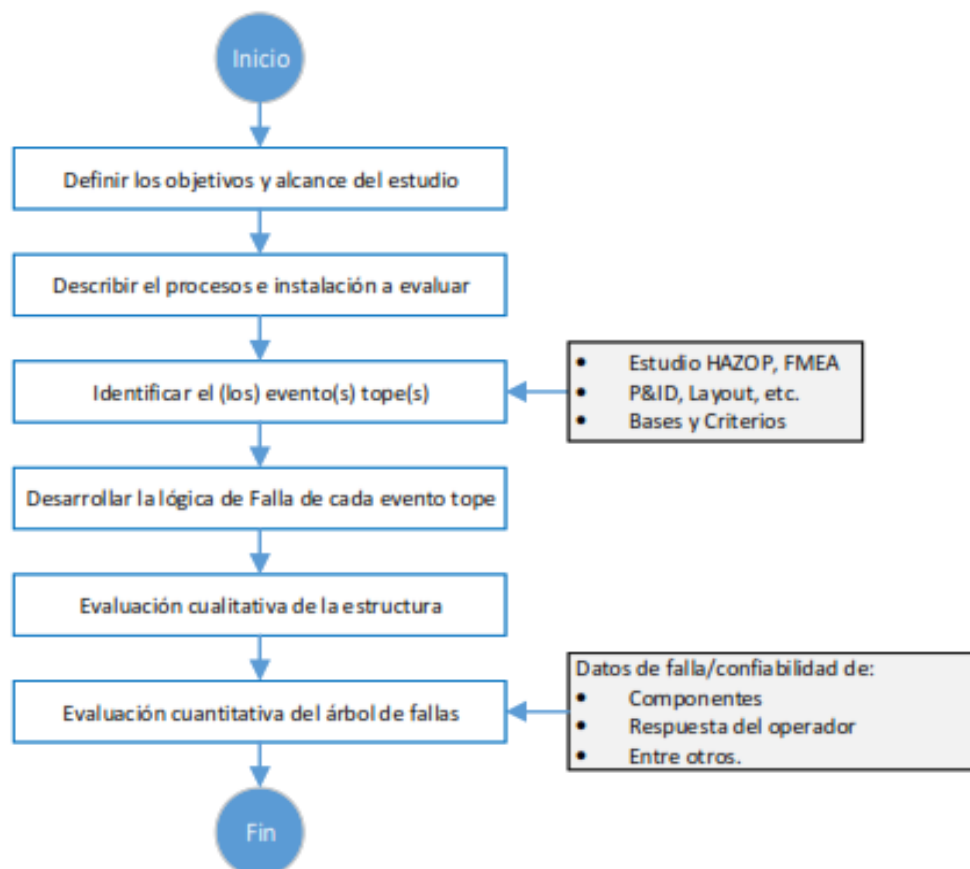 Inicio
Definir los objetivos y alcance del estudio
Describir el procesos e instalación a evaluar
Identificar el (los) evento(s) tope(s)
• Estudio HAZOP, FMEA
• P&ID, Layout, etc.
• Bases y Criterios
Desarrollar la lógica de Falla de cada evento tope
Evaluación cualitativa de la estructura
Evaluación cuantitativa del árbol de fallas
Datos de falla/confiabilidad de:
• Componentes
• Respuesta del operador
• Entre otros.
Fin